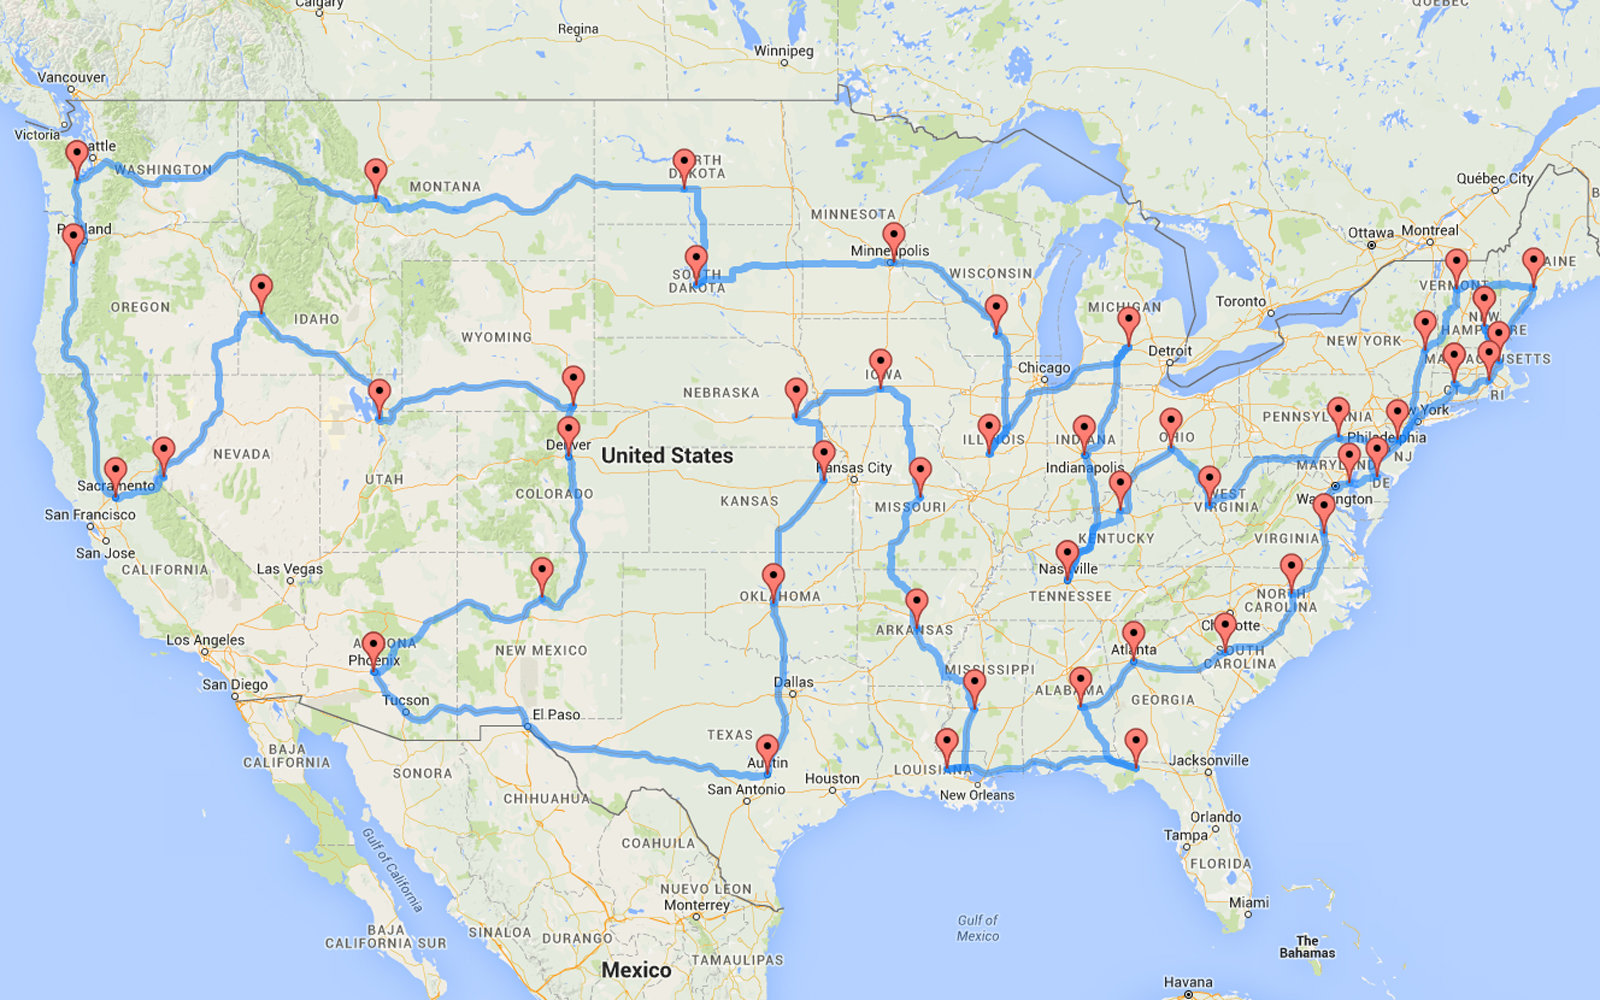 Calgary
QUÉBEC
Regina
Winnipeg
Vancouver
Victoria
attle
WASHINGTON
MONTANA
RTH
DAKOTA
Québec City
Ottawa
Montreal
MINNESOTA
Minneapolis
WISCONSIN
SOUTH
DAKOTA
Portland
OREGON
IDAHO
WYOMING
MICHIGAN
Toronto
VERMONT
AINE
NEW
HAMPSHIRE
NEW YORK
MASSACHUSETTS
Detroit
Chicago
IOWA
NEBRASKA
RI
w York
PENNSYLVANIA
Philadelphia
NJ
MARYLAND
DE
Washington
OHIO
INDIANA
Indianapolis
ILLINOIS
Denver
United States
Kansas City
NEVADA
UTAH
COLORADO
KANSAS
MISSOURI
WEST
VIRGINIA
VIRGINIA
KENTUCKY
Sacramento
San Francisco
San Jose
CALIFORNIA
Las Vegas
Nashville
TENNESSEE
NORTH
CAROLINA
Charlotte
SOUTH
CAROLINA
OKLAHOMA
ARKANSAS
Los Angeles
ARIZONA
Phoenix
NEW MEXICO
Atlanta
MISSISSIPPI
ALABAMA
GEORGIA
San Diego
Tucson
El Paso
Dallas
TEXAS
Austin
San Antonio
Houston
LOUISIANA
New Orleans
Jacksonville
BAJA
CALIFORNIA
SONORA
CHIHUAHUA
COAHUILA
Orlando
Tampa
FLORIDA
Miami
Gulf of California
NUEVO LEON
Monterrey
BAJA
CALIFORNIA SUR
SINALOA
DURANGO
TAMAULIPAS
Mexico
Gulf of
Mexico
The
Bahamas
Havana